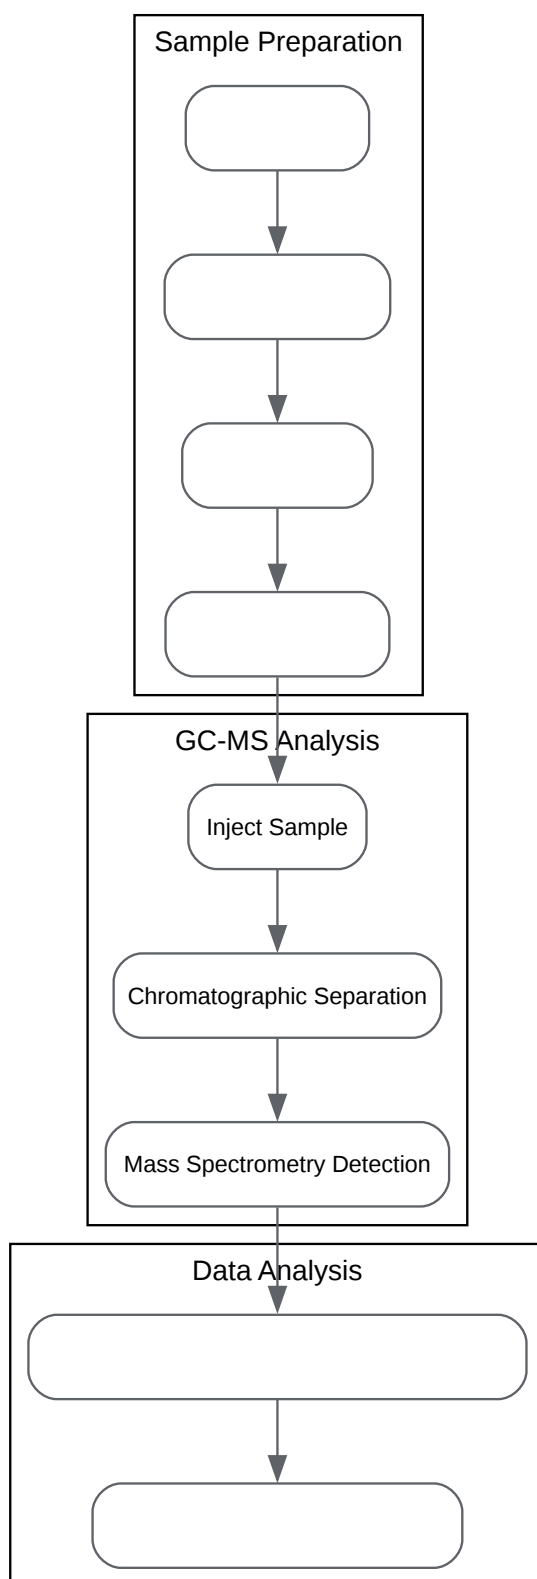 Sample Preparation
GC-MS Analysis
Inject Sample
Chromatographic Separation
Mass Spectrometry Detection
Data Analysis